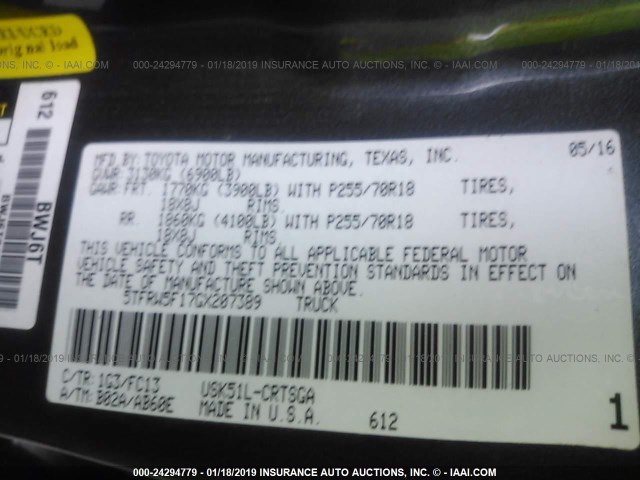 REDUCED
original load
000-24294779 - 01/18/2019 INSURANCE AUTO AUCTIONS, INC. - © IAAI.COM
612
BWJ6T
MFD.BY:TOYOTA MOTOR MANUFACTURING, TEXAS, INC. 05/16
GVWR:3130KG (6900LB)
GAWR:FRT. 1770KG (3900LB) WITH P255/70R18 TIRES,
18X8J RIMS
RR. 1860KG (4100LB) WITH P255/70R18 TIRES,
18X8J RIMS
THIS VEHICLE CONFORMS TO ALL APPLICABLE FEDERAL MOTOR
VEHICLE SAFETY AND THEFT PREVENTION STANDARDS IN EFFECT ON
THE DATE OF MANUFACTURE SHOWN ABOVE.
5TFRW5F17GX207389 TRUCK
C/TR:1G3/FC13 USK51L-CRTSGA
A/TM:B02A/AB60E MADE IN U.S.A. 612
1
000-24294779 - 01/18/2019 INSURANCE AUTO AUCTIONS, INC. - © IAAI.COM